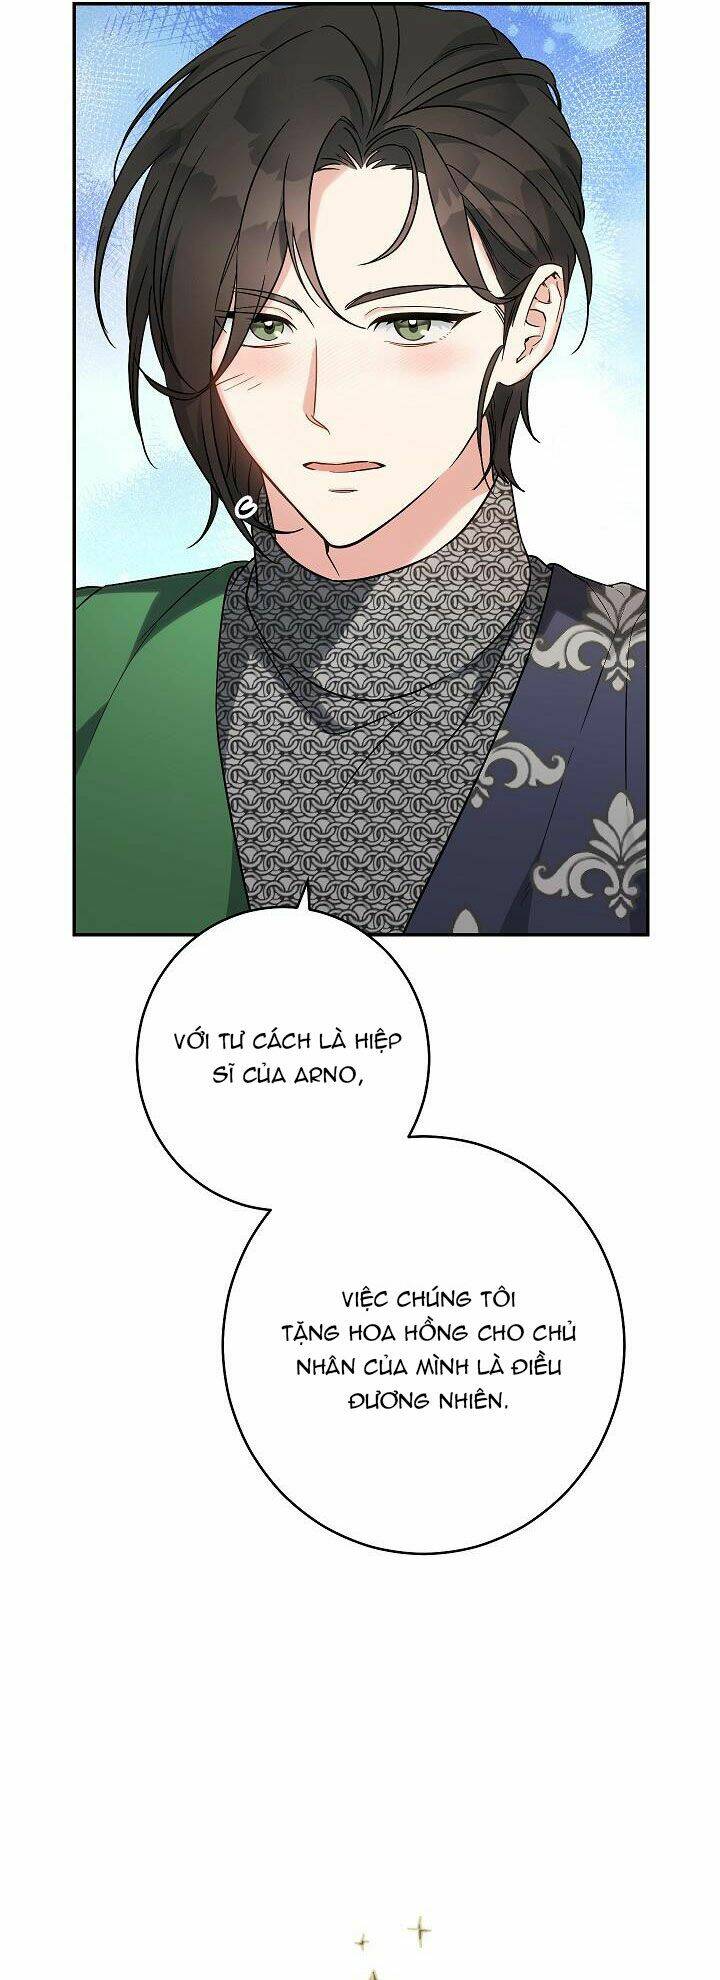 VỚI TƯ CÁCH LÀ HIỆP
SĨ CỦA ARNO,
VIỆC CHÚNG TÔI
TẶNG HOA HỒNG CHO CHỦ
NHÂN CỦA MÌNH LÀ ĐIỀU
ĐƯƠNG NHIÊN.